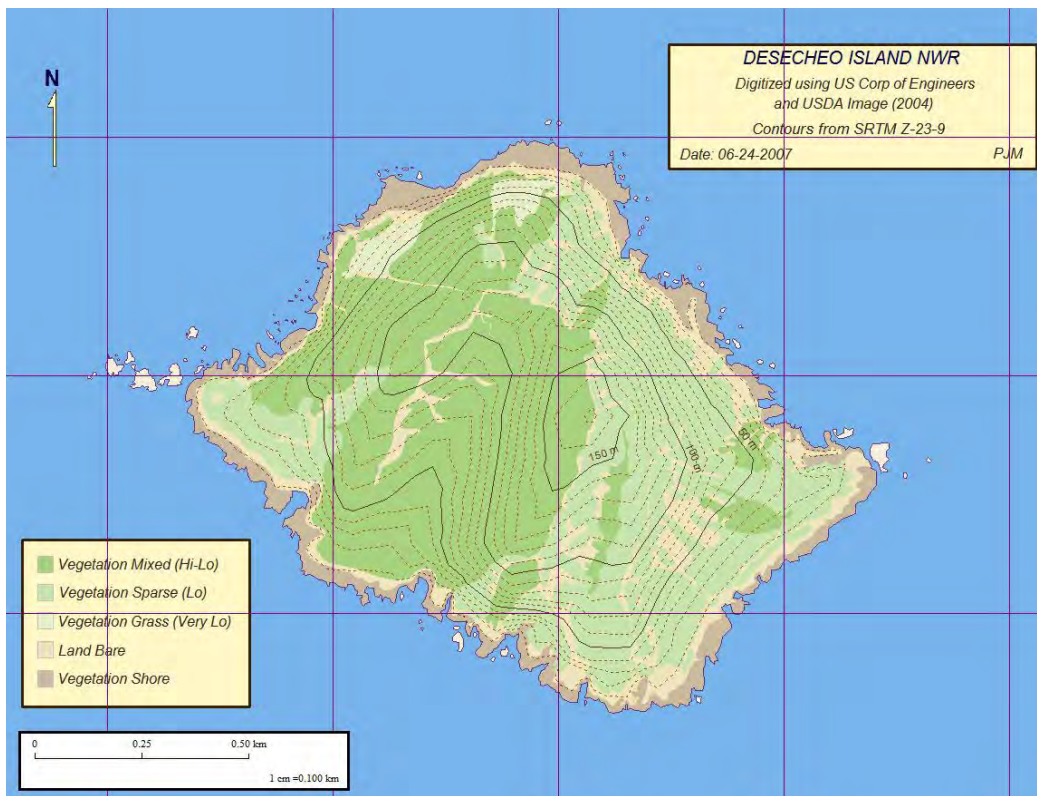 DESECHEO ISLAND NWR
Digitized using US Corp of Engineers
and USDA Image (2004)
Contours from SRTM Z-23-9
Date: 06-24-2007 PJM
N
50 m
100 m
150 m
Vegetation Mixed (Hi-Lo)
Vegetation Sparse (Lo)
Vegetation Grass (Very Lo)
Land Bare
Vegetation Shore
0 0.25 0.50 km
1 cm =0.100 km